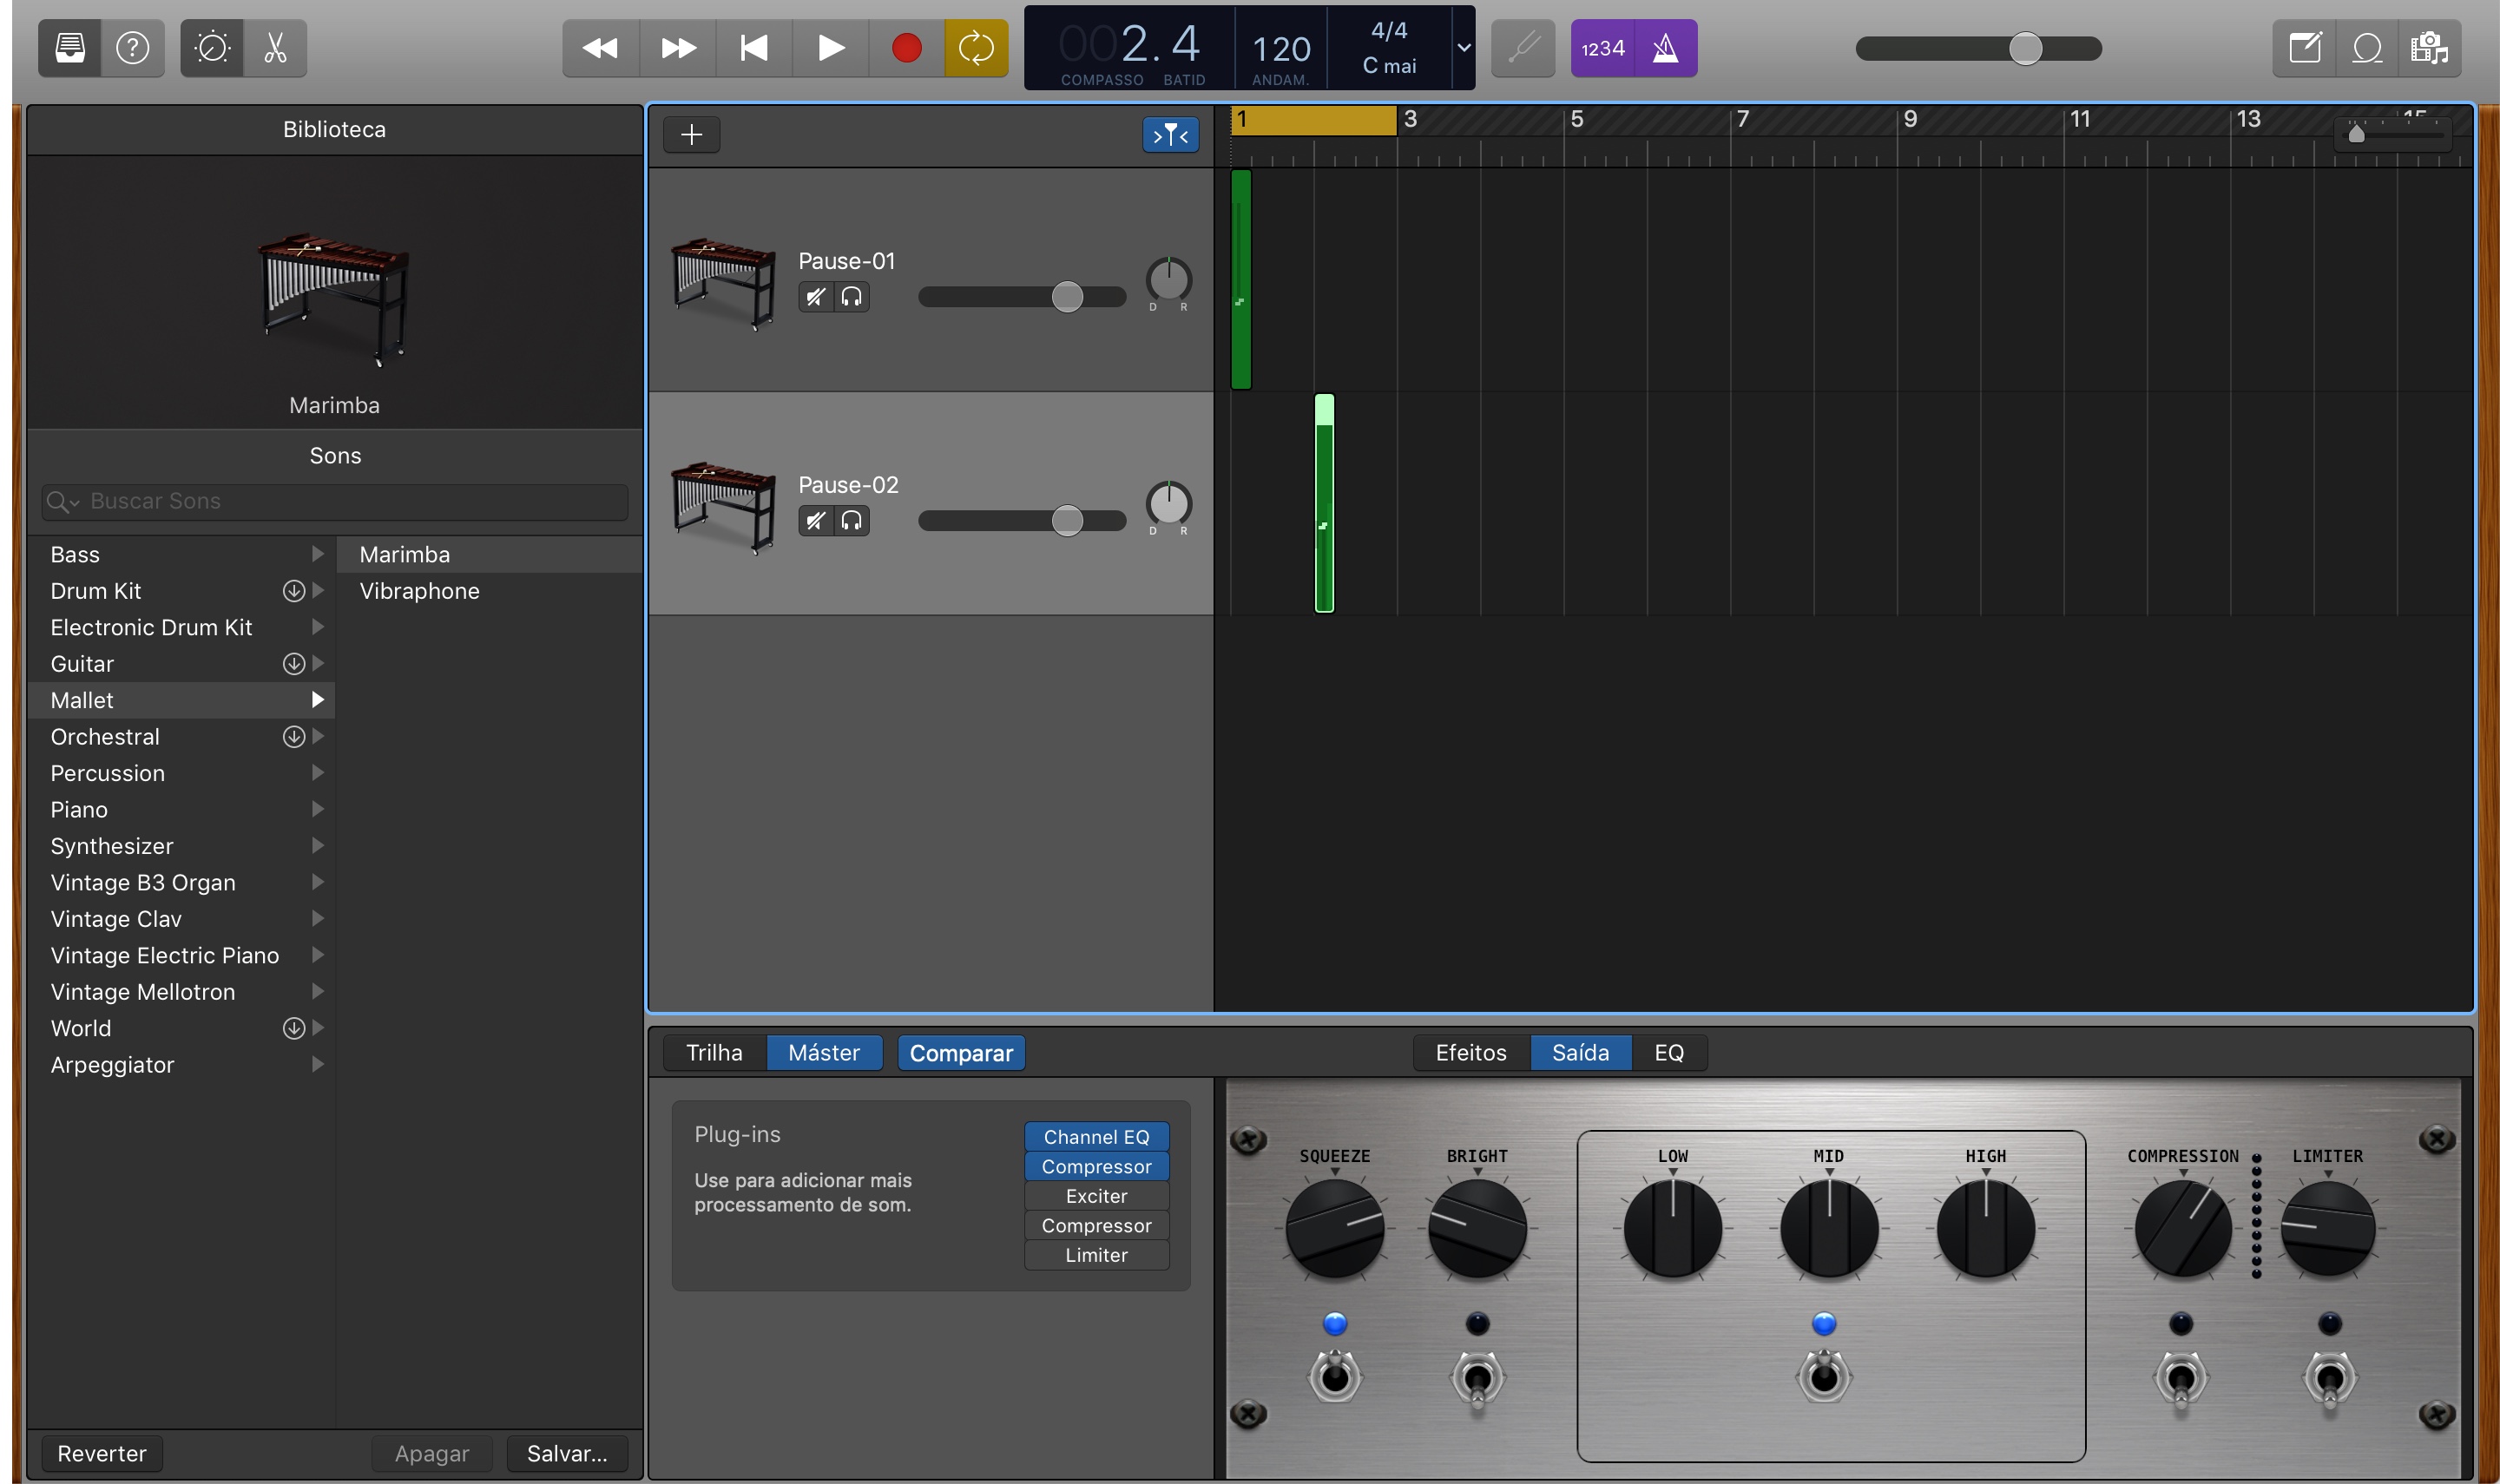 002.4
COMPASSO BATID
120
ANDAM.
4/4
C mai
1234
Biblioteca
Marimba
Sons
Buscar Sons
Bass
Drum Kit
Electronic Drum Kit
Guitar
Mallet
Orchestral
Percussion
Piano
Synthesizer
Vintage B3 Organ
Vintage Clav
Vintage Electric Piano
Vintage Mellotron
World
Arpeggiator
Marimba
Vibraphone
Reverter
Apagar
Salvar...
1 3 5 7 9 11 13 15
Pause-01
D R
Pause-02
D R
Trilha Máster Comparar
Efeitos Saída EQ
Plug-ins
Use para adicionar mais
processamento de som.
Channel EQ
Compressor
Exciter
Compressor
Limiter
SQUEEZE BRIGHT LOW MID HIGH COMPRESSION LIMITER